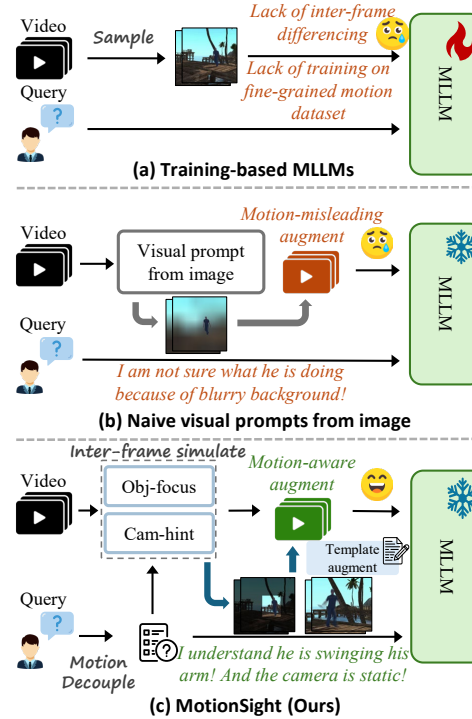 Video
Sample
Lack of inter-frame
differencing
Lack of training on
fine-grained motion
dataset
Query
?
MLLM
(a) Training-based MLLMs
Video
Visual prompt
from image
Motion-misleading
augment
Query
?
MLLM
I am not sure what he is doing
because of blurry background!
(b) Naive visual prompts from image
Inter-frame simulate
Video
Obj-focus
Cam-hint
Motion-aware
augment
Template
augment
MLLM
Query
?
Motion
Decouple
?
I understand he is swinging his
arm! And the camera is static!
(c) MotionSight (Ours)